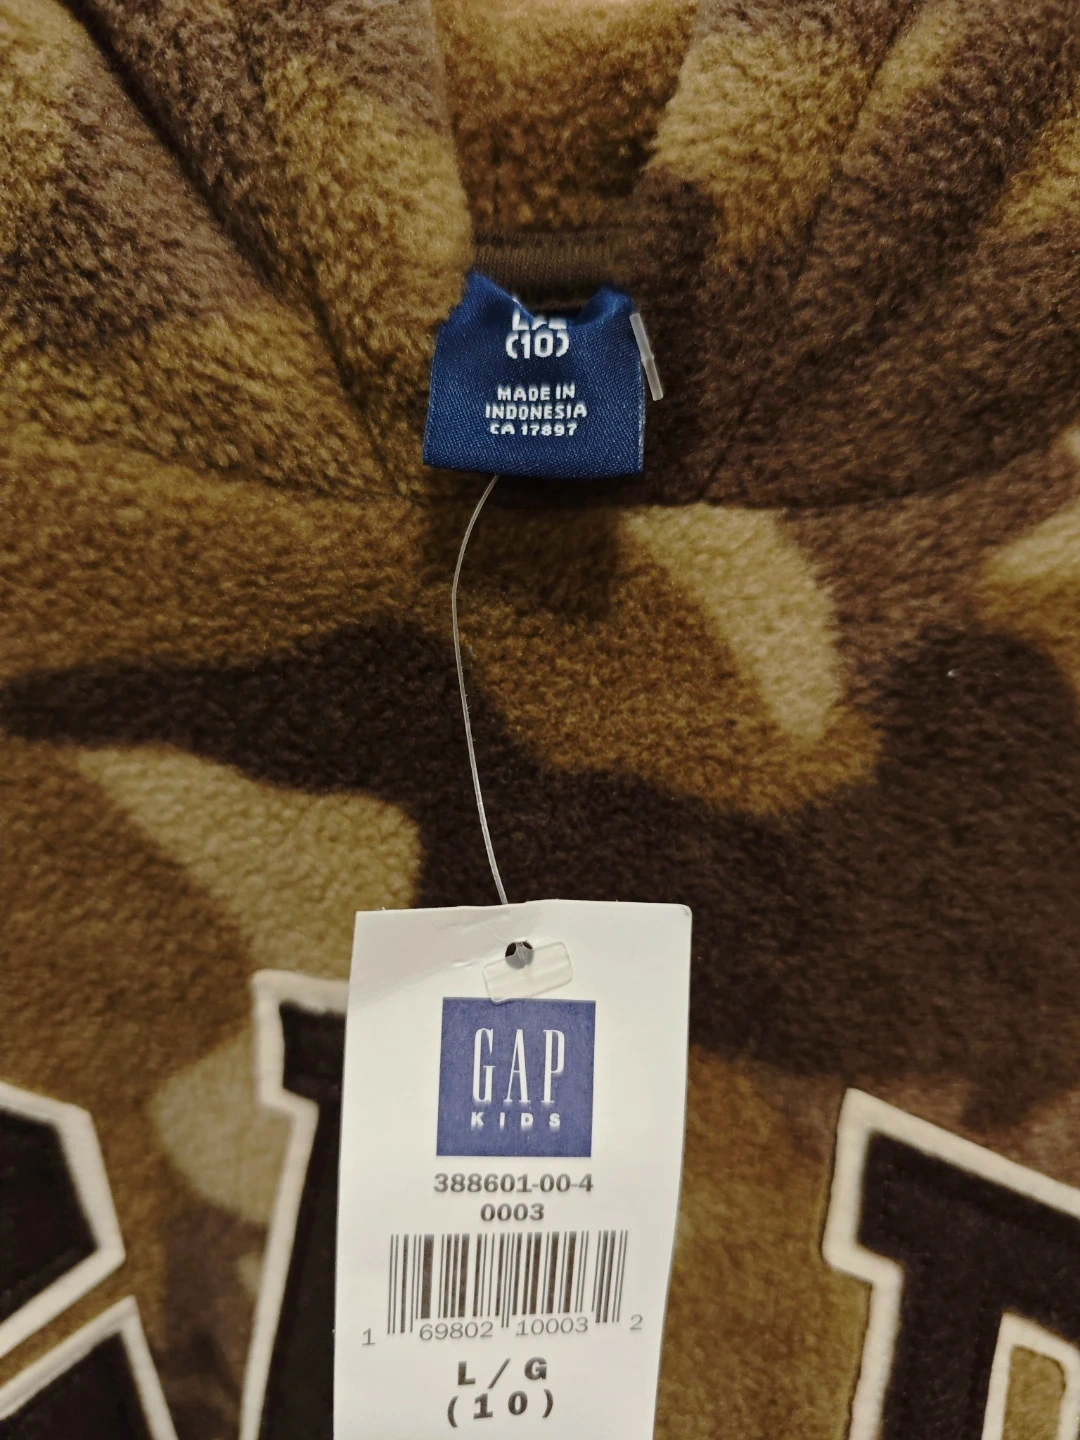 (10)
MADE IN
INDONESIA
CA 17897
GAP
KIDS
388601-00-4
0003
1 69802 10003 2
L / G
(10)